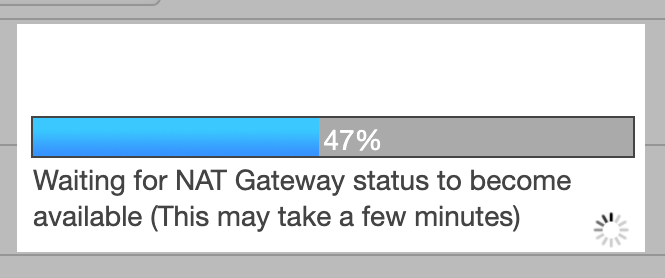 47%
Waiting for NAT Gateway status to become
available (This may take a few minutes)